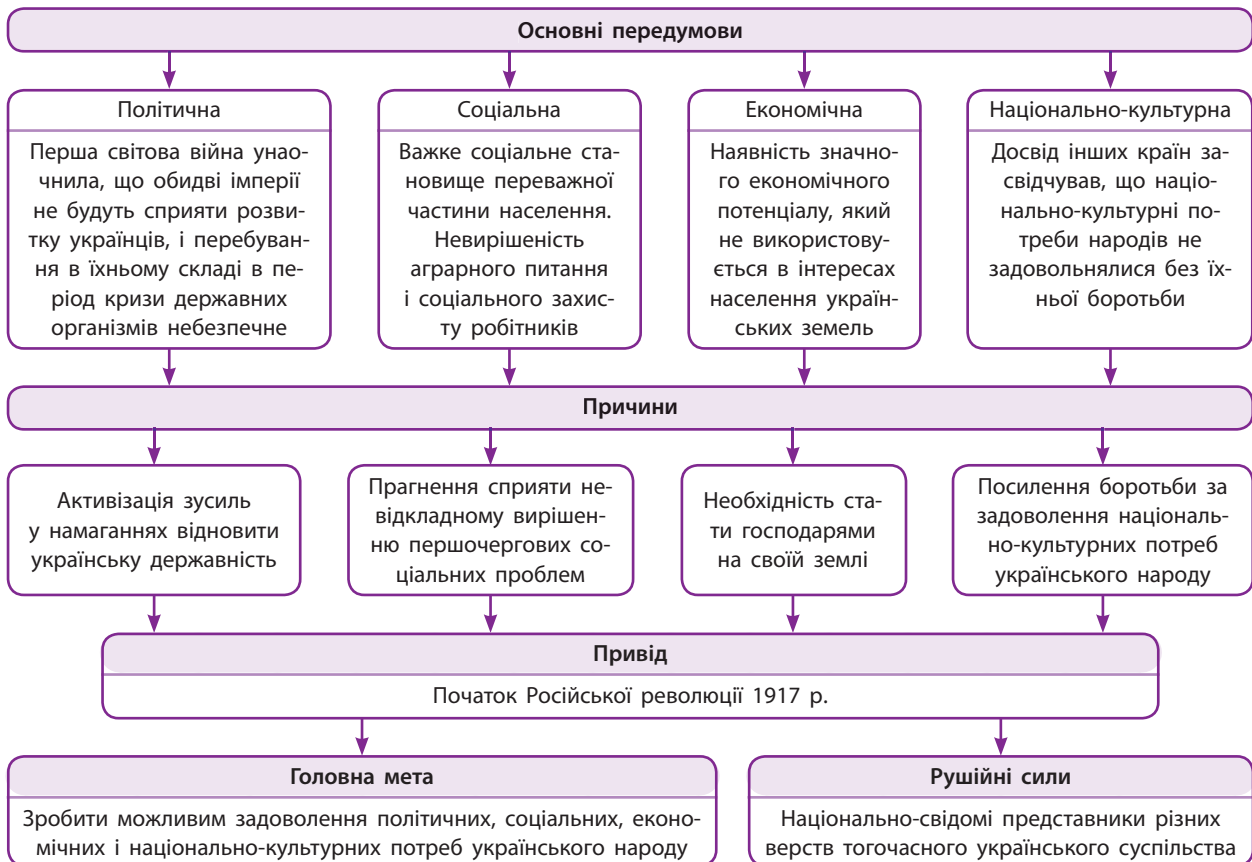 Основні передумови
Політична
Перша світова війна унао-
чнила, що обидві імперії
не будуть сприяти розви-
тку українців, і перебуван-
ня в їхньому складі в пе-
ріод кризи державних
організмів небезпечне
Соціальна
Важке соціальне ста-
новище переважної
частини населення.
Невирішеність
аграрного питання
і соціального захис-
ту робітників
Економічна
Наявність значно-
го економічного
потенціалу, який
не використову-
ється в інтересах
населення україн-
ських земель
Національно-культурна
Досвід інших країн за-
свідчував, що націо-
нально-культурні по-
треби народів не
задовольнялися без їх-
ньої боротьби
Причини
Активізація зусиль
у намаганнях відновити
українську державність
Прагнення сприяти не-
відкладному вирішен-
ню першочергових со-
ціальних проблем
Необхідність ста-
ти господарями
на своїй землі
Посилення боротьби за
задоволення національ-
но-культурних потреб
українського народу
Привід
Початок Російської революції 1917 р.
Головна мета
Зробити можливим задоволення політичних, соціальних, еконо-
мічних і національно-культурних потреб українського народу
Рушійні сили
Національно-свідомі представники різних
верств тогочасного українського суспільства